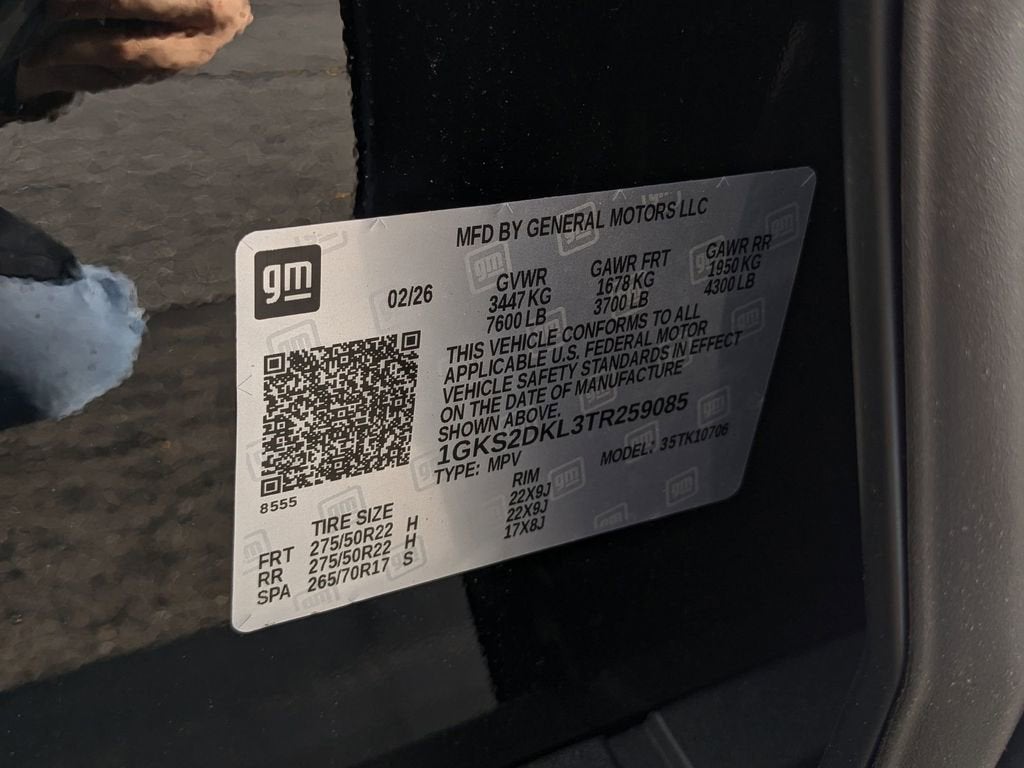 MFD BY GENERAL MOTORS LLC
gm
02/26
GVWR GAWR FRT GAWR RR
3447 KG 1678 KG 1950 KG
7600 LB 3700 LB 4300 LB
THIS VEHICLE CONFORMS TO ALL
APPLICABLE U.S. FEDERAL MOTOR
VEHICLE SAFETY STANDARDS IN EFFECT
ON THE DATE OF MANUFACTURE
SHOWN ABOVE.
1GKS2DKL3TR259085
TYPE: MPV MODEL: 35TK10706
8555
TIRE SIZE RIM
FRT 275/50R22 H 22X9J
RR 275/50R22 H 22X9J
SPA 265/70R17 S 17X8J